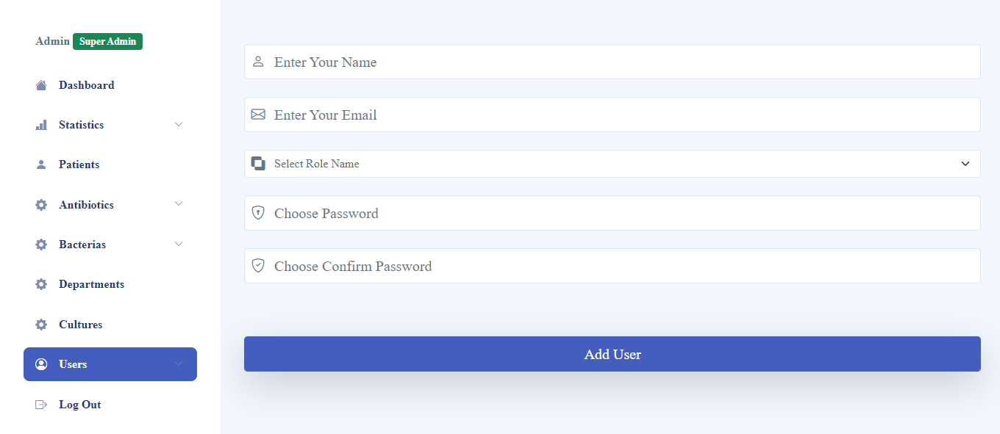 Admin Super Admin
Dashboard
Statistics
Patients
Antibiotics
Bacterias
Departments
Cultures
Users
Log Out
Enter Your Name
Enter Your Email
Select Role Name
Choose Password
Choose Confirm Password
Add User